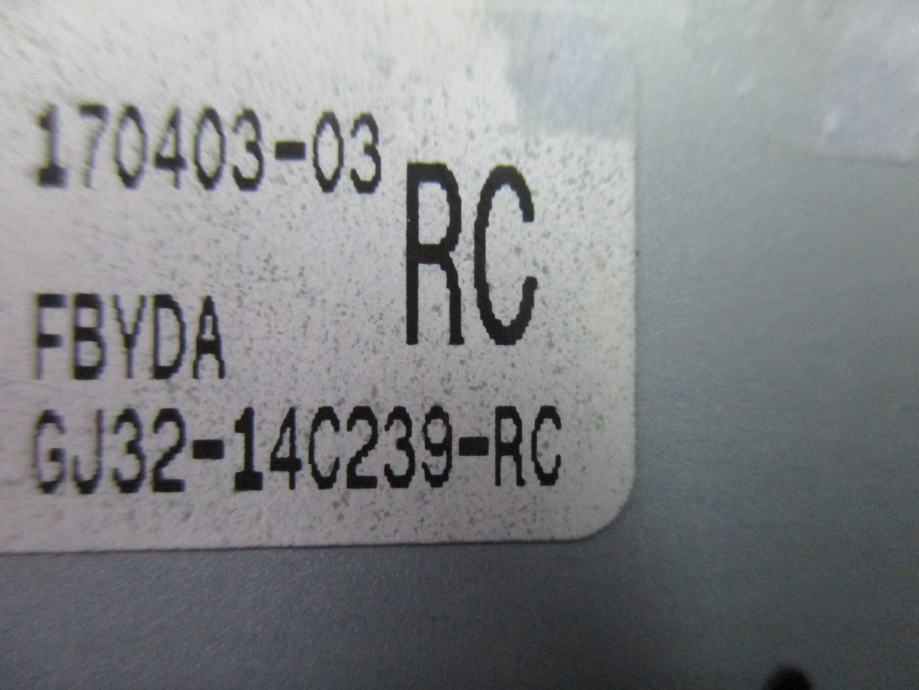 170403-03
RC
FBYDA
GJ32-14C239-RC